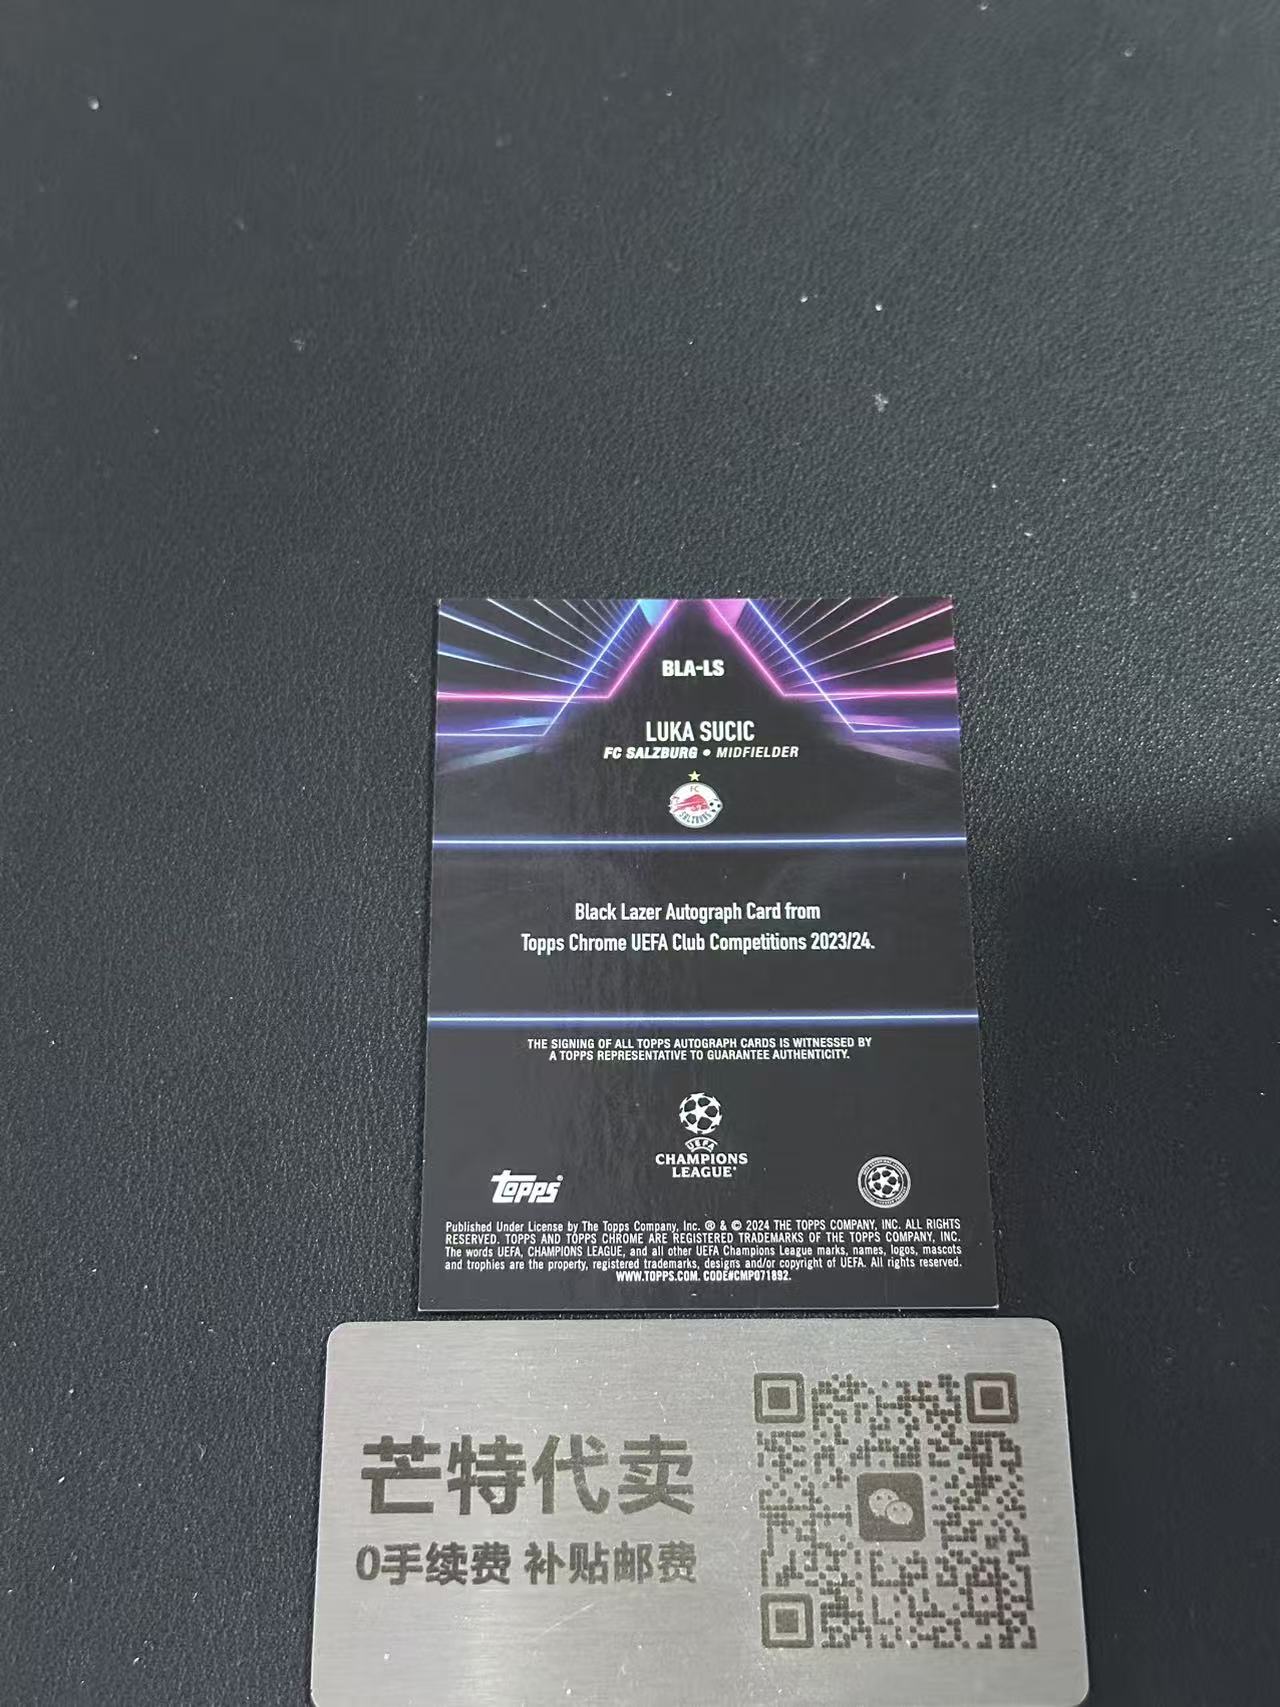 BLA-LS
LUKA SUCIC
FC SALZBURG • MIDFIELDER
FC
SALZBURG
Black Lazer Autograph Card from
Topps Chrome UEFA Club Competitions 2023/24.
THE SIGNING OF ALL TOPPS AUTOGRAPH CARDS IS WITNESSED BY
A TOPPS REPRESENTATIVE TO GUARANTEE AUTHENTICITY.
UEFA
CHAMPIONS
LEAGUE®
topps®
Published Under License by The Topps Company, Inc. ® & © 2024 THE TOPPS COMPANY, INC. ALL RIGHTS
RESERVED. TOPPS AND TOPPS CHROME ARE REGISTERED TRADEMARKS OF THE TOPPS COMPANY, INC.
The words UEFA, CHAMPIONS LEAGUE, and all other UEFA Champions League marks, names, logos, mascots
and trophies are the property, registered trademarks, designs and/or copyright of UEFA. All rights reserved.
WWW.TOPPS.COM. CODE#CMP071892.
芒特代卖
0手续费 补贴邮费